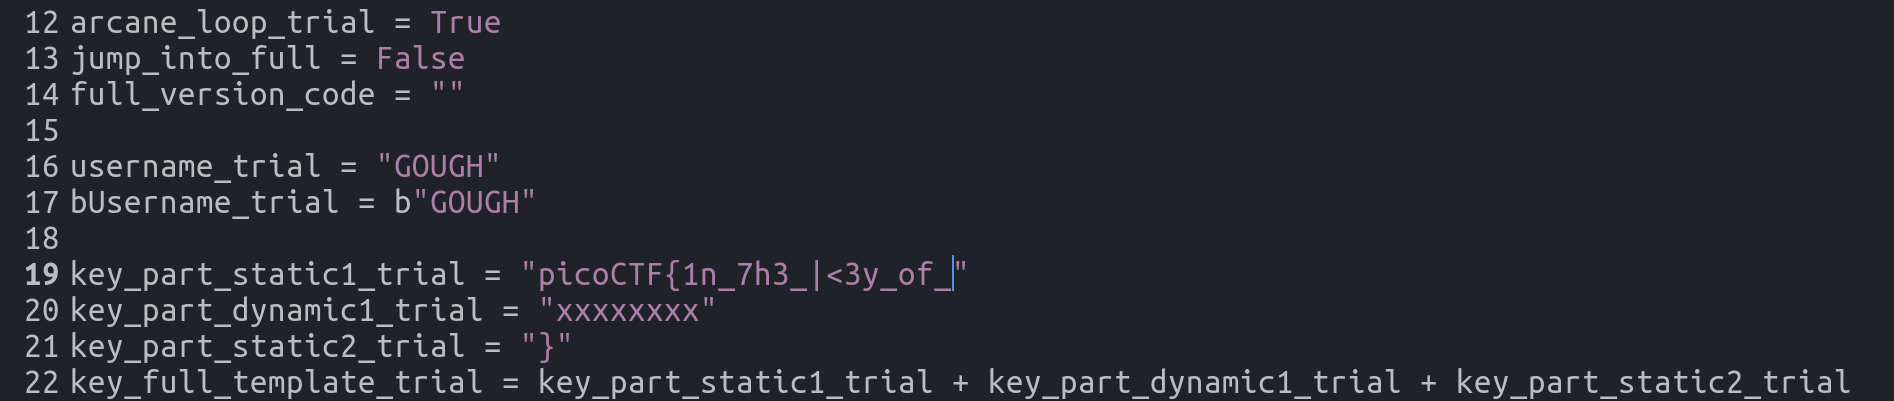 12 arcane_loop_trial = True
13 jump_into_full = False
14 full_version_code = ""
15
16 username_trial = "GOUGH"
17 bUsername_trial = b"GOUGH"
18
19 key_part_static1_trial = "picoCTF{1n_7h3_|<3y_of_"
20 key_part_dynamic1_trial = "xxxxxxxx"
21 key_part_static2_trial = "}"
22 key_full_template_trial = key_part_static1_trial + key_part_dynamic1_trial + key_part_static2_trial